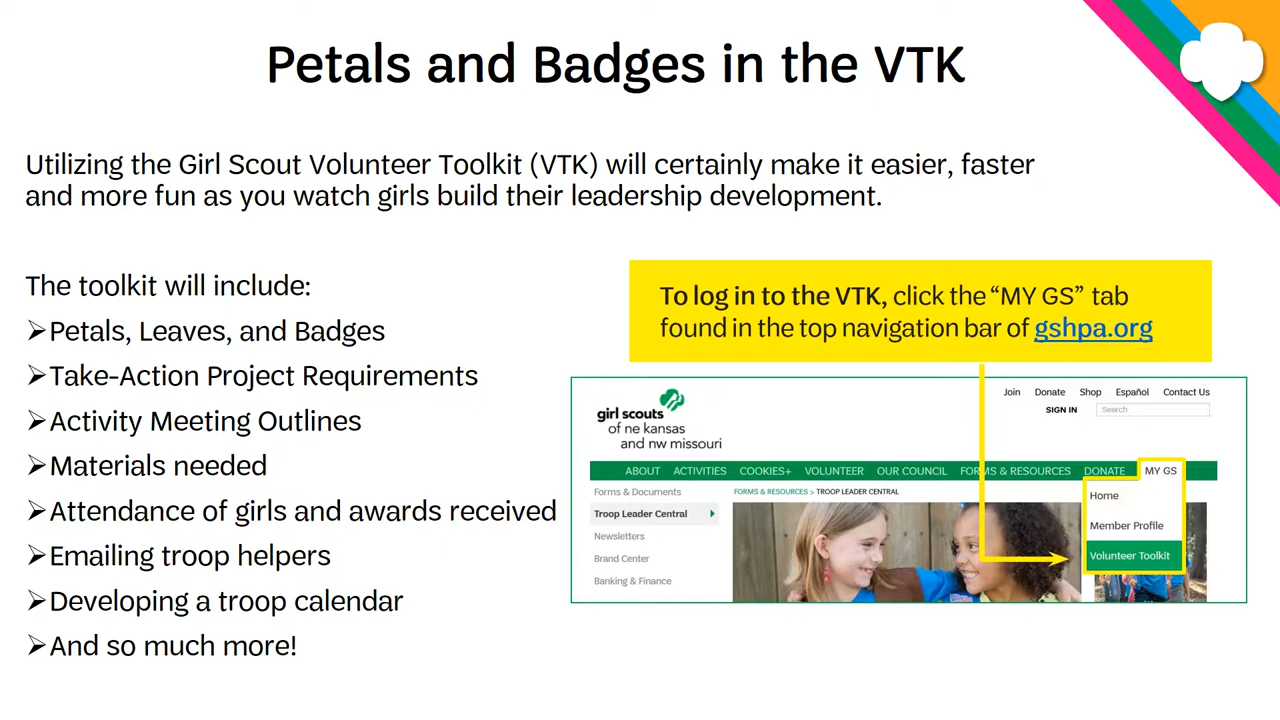 Petals and Badges in the VTK
Utilizing the Girl Scout Volunteer Toolkit (VTK) will certainly make it easier, faster
and more fun as you watch girls build their leadership development.
The toolkit will include:
➢Petals, Leaves, and Badges
➢Take-Action Project Requirements
➢Activity Meeting Outlines
➢Materials needed
➢Attendance of girls and awards received
➢Emailing troop helpers
➢Developing a troop calendar
➢And so much more!
To log in to the VTK, click the “MY GS” tab
found in the top navigation bar of gshpa.org
girl scouts
of ne kansas
and nw missouri
Join Donate Shop Español Contact Us
SIGN IN Search
ABOUT ACTIVITIES COOKIES+ VOLUNTEER OUR COUNCIL FORMS & RESOURCES DONATE MY GS
Forms & Documents
Troop Leader Central
Newsletters
Brand Center
Banking & Finance
FORMS & RESOURCES > TROOP LEADER CENTRAL
Home
Member Profile
Volunteer Toolkit